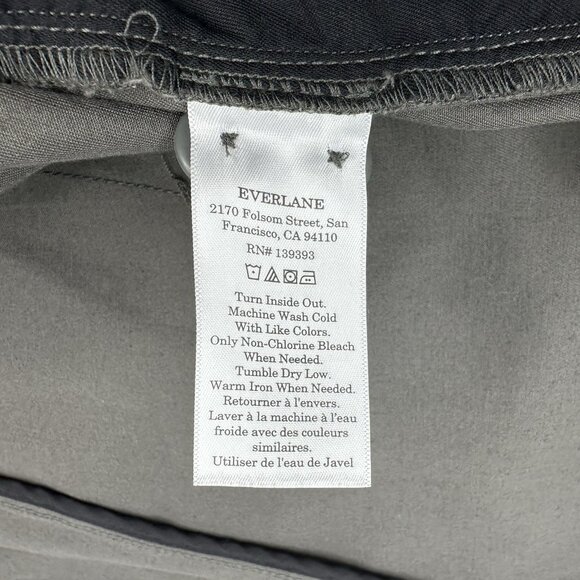 EVERLANE
2170 Folsom Street, San
Francisco, CA 94110
RN# 139393
Turn Inside Out.
Machine Wash Cold
With Like Colors.
Only Non-Chlorine Bleach
When Needed.
Tumble Dry Low.
Warm Iron When Needed.
Retourner à l'envers.
Laver à la machine à l'eau
froide avec des couleurs
similaires.
Utiliser de l'eau de Javel